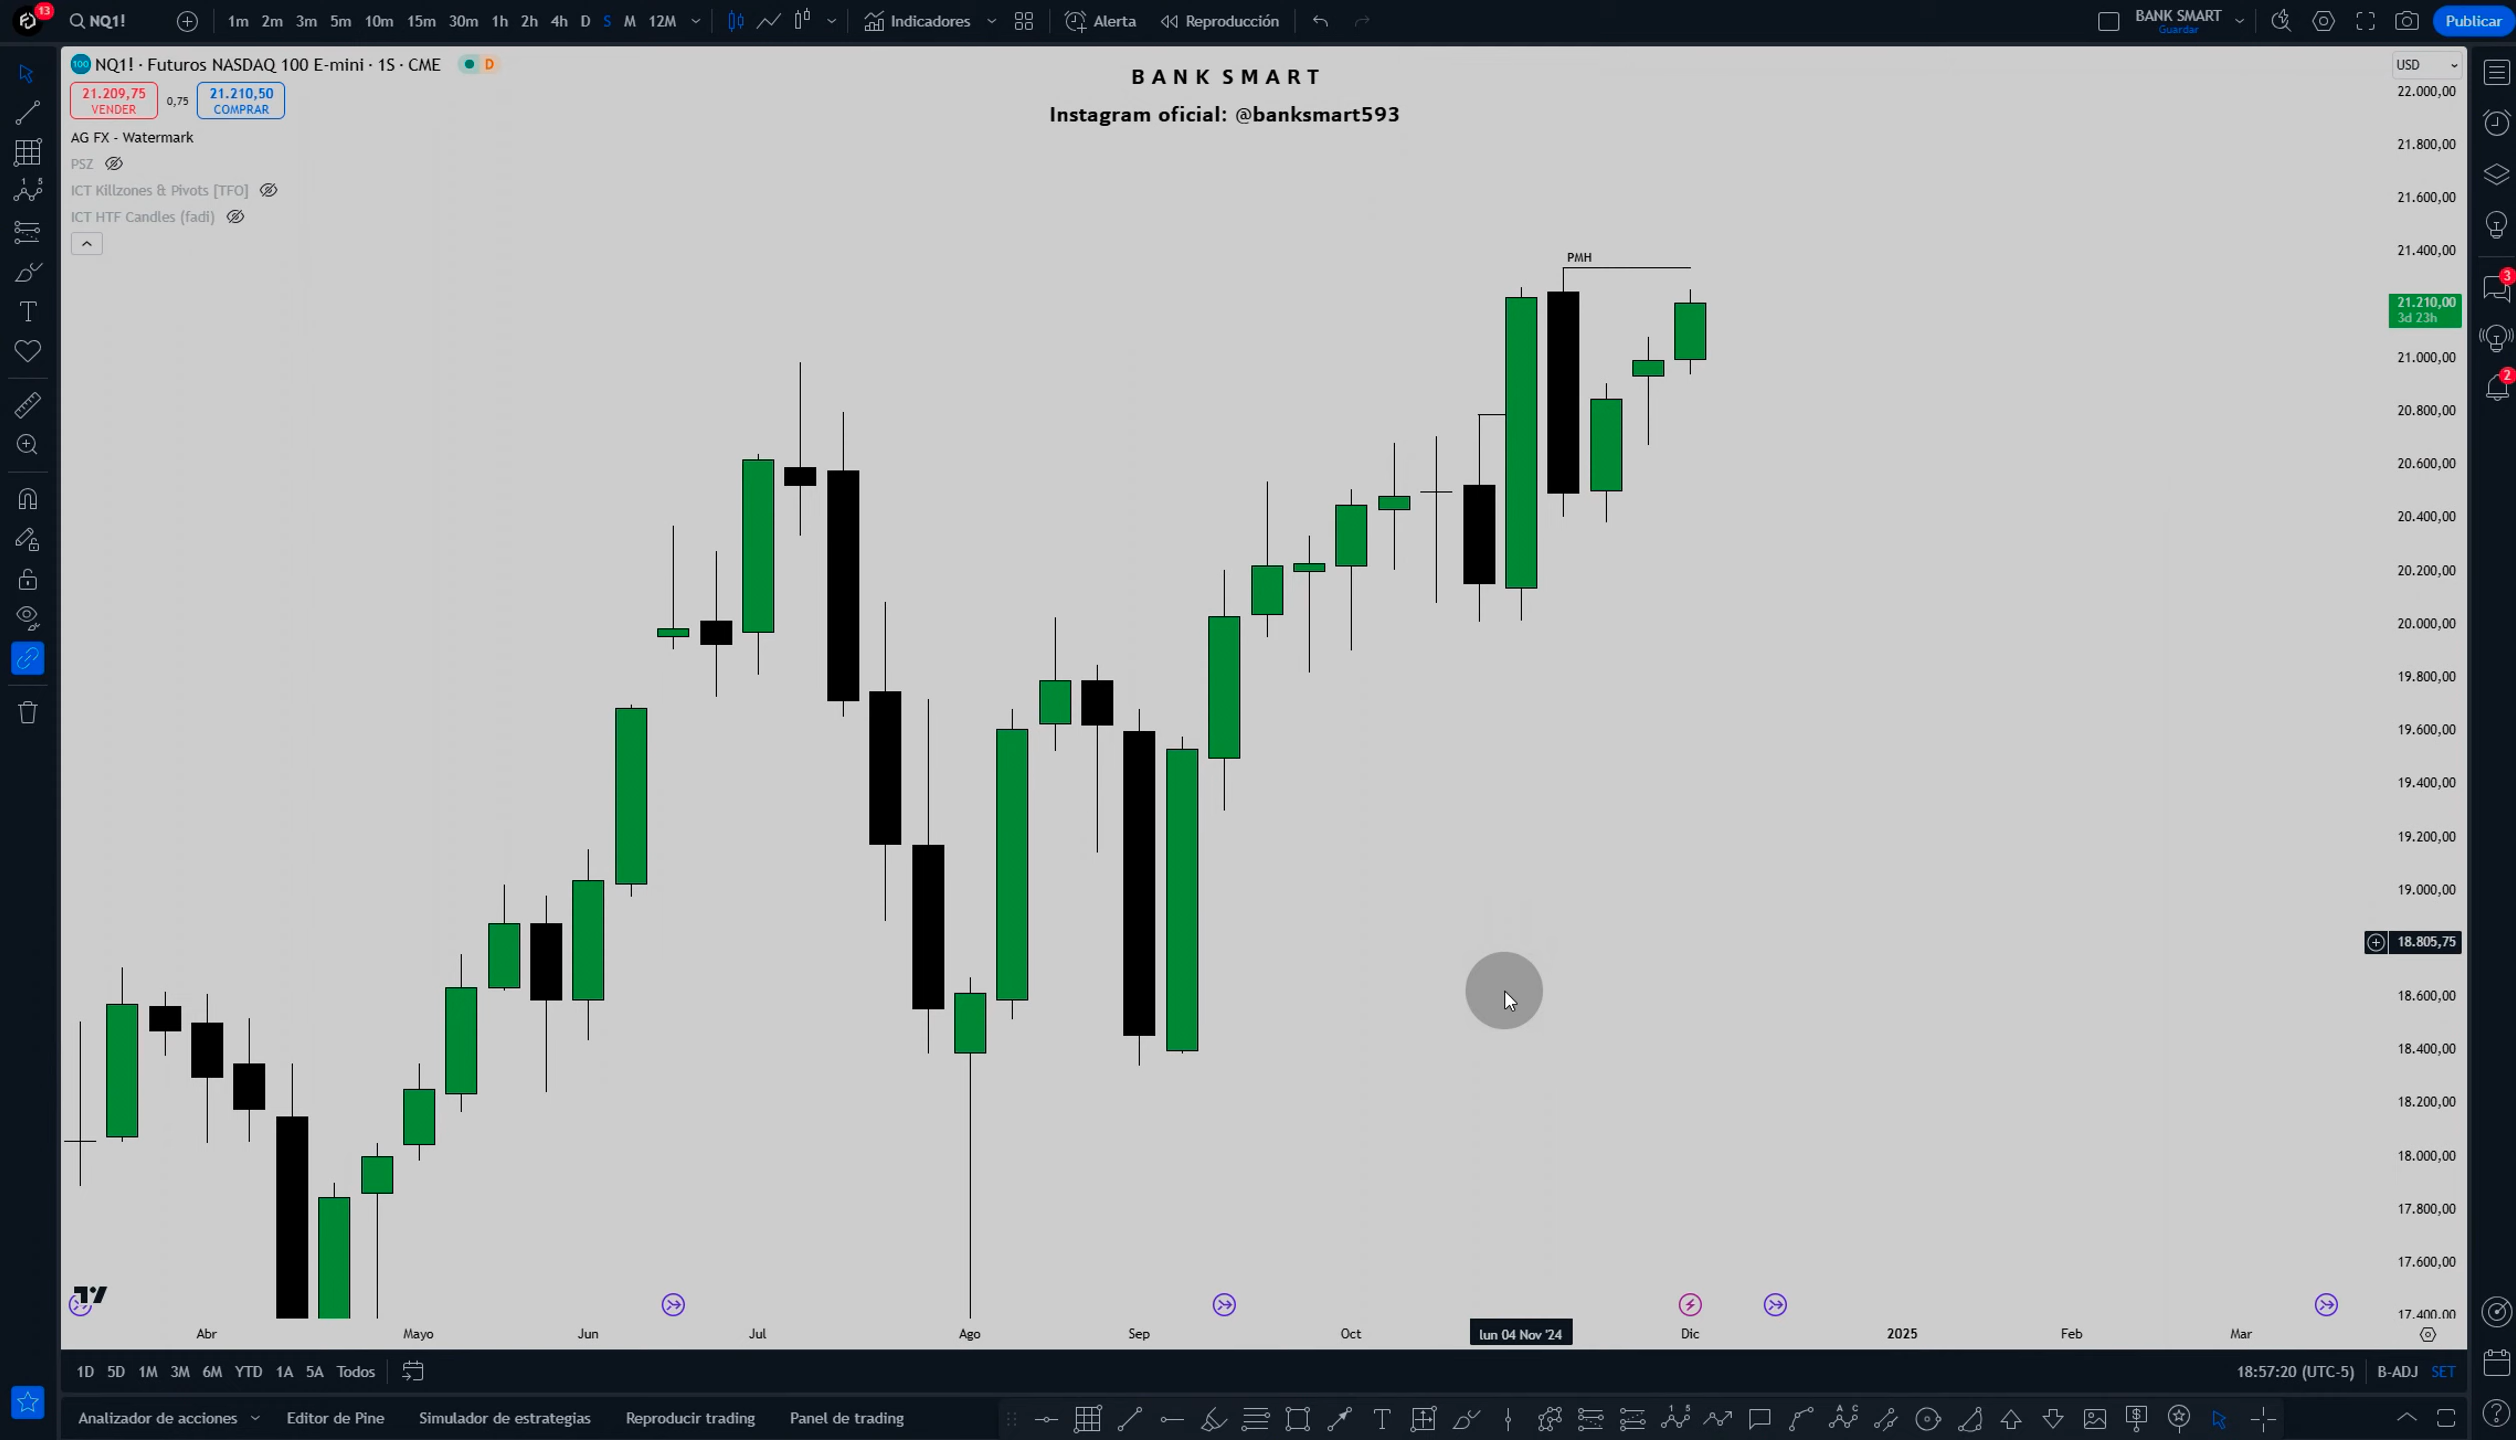 13 NQ1! 1m 2m 3m 5m 10m 15m 30m 1h 2h 4h D S M 12M Indicadores Alerta Reproducción BANK SMART Publicar
Guardar
NQ1! · Futuros NASDAQ 100 E-mini · 1S · CME D
21.209,75 0,75 21.210,50
VENDER COMPRAR
AG FX - Watermark
PSZ
ICT Killzones & Pivots [TFO]
ICT HTF Candles (fadi)
BANK SMART
Instagram oficial: @banksmart593
PMH
USD
22.000,00
21.800,00
21.600,00
21.400,00
21.210,00
3d 23h
21.000,00
20.800,00
20.600,00
20.400,00
20.200,00
20.000,00
19.800,00
19.600,00
19.400,00
19.200,00
19.000,00
18.805,75
18.600,00
18.400,00
18.200,00
18.000,00
17.800,00
17.600,00
17.400,00
3
2
Abr Mayo Jun Jul Ago Sep Oct lun 04 Nov '24 Dic 2025 Feb Mar
1D 5D 1M 3M 6M YTD 1A 5A Todos 18:57:20 (UTC-5) B-ADJ SET
Analizador de acciones Editor de Pine Simulador de estrategias Reproducir trading Panel de trading